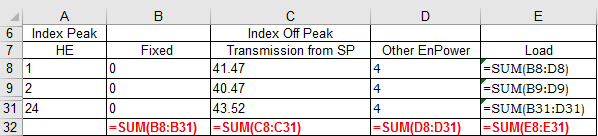 A B C D E
6 Index Peak Index Off Peak
7 HE Fixed Transmission from SP Other EnPower Load
8 1 0 41.47 4 =SUM(B8:D8)
9 2 0 40.47 4 =SUM(B9:D9)
31 24 0 43.52 4 =SUM(B31:D31)
32 =SUM(B8:B31) =SUM(C8:C31) =SUM(D8:D31) =SUM(E8:E31)